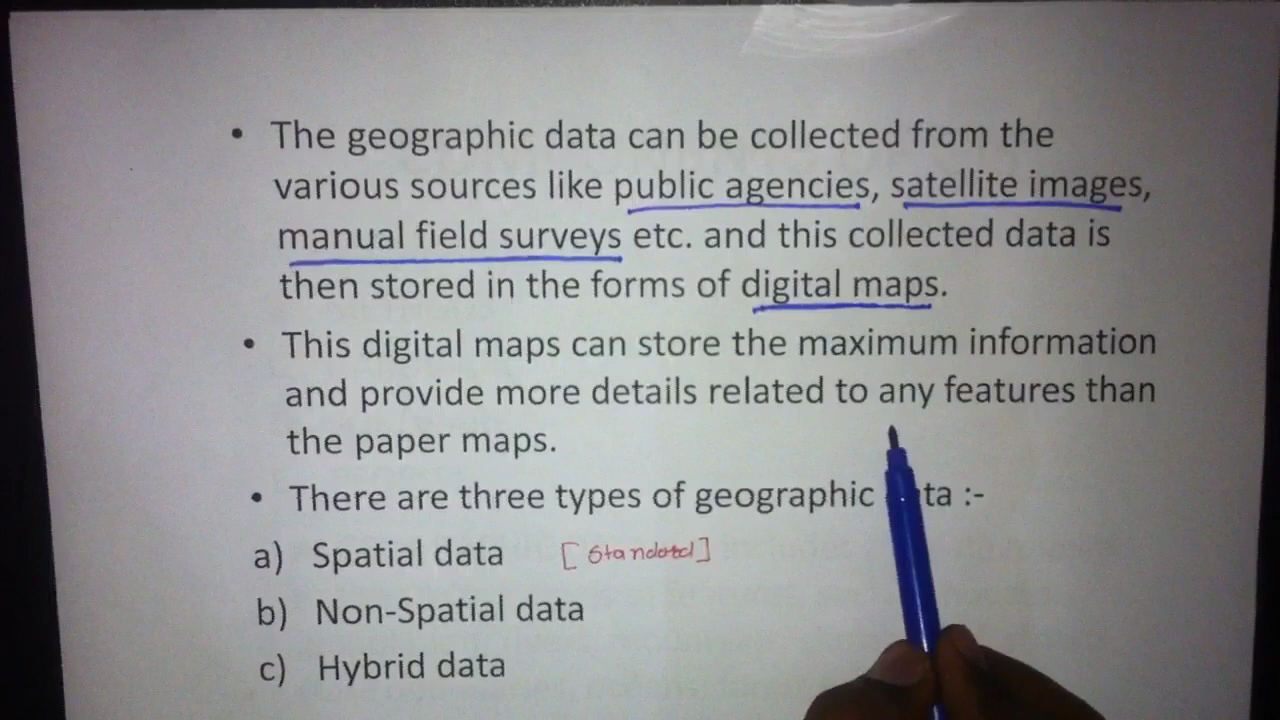 • The geographic data can be collected from the
various sources like public agencies, satellite images,
manual field surveys etc. and this collected data is
then stored in the forms of digital maps.
• This digital maps can store the maximum information
and provide more details related to any features than
the paper maps.
• There are three types of geographic ta :-
a) Spatial data
b) Non-Spatial data
c) Hybrid data